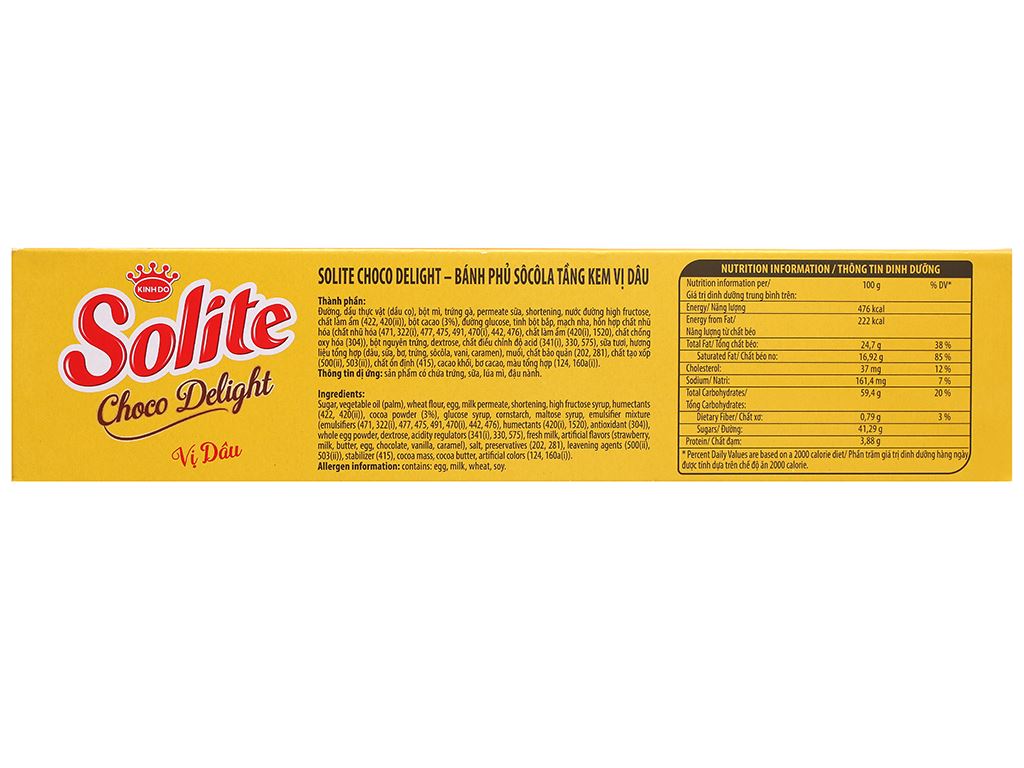 KINH DO
Solite
Choco Delight
Vị Dâu
SOLITE CHOCO DELIGHT – BÁNH PHỦ SÔCÔLA TẦNG KEM VỊ DÂU
Thành phần:
Đường, dầu thực vật (dầu cọ), bột mì, trứng gà, permeate sữa, shortening, nước đường high fructose,
chất làm ẩm (422, 420(ii)), bột cacao (3%), đường glucose, tinh bột bắp, mạch nha, hỗn hợp chất nhũ
hóa (chất nhũ hóa (471, 322(i), 477, 475, 491, 470(i), 442, 476), chất làm ẩm (420(i), 1520), chất chống
oxy hóa (304)), bột nguyên trứng, dextrose, chất điều chỉnh độ acid (341(i), 330, 575), sữa tươi, hương
liệu tổng hợp (dâu, sữa, bơ, trứng, sôcôla, vani, caramen), muối, chất bảo quản (202, 281), chất tạo xốp
(500(ii), 503(ii)), chất ổn định (415), cacao khối, bơ cacao, màu tổng hợp (124, 160a(i)).
Thông tin dị ứng: sản phẩm có chứa trứng, sữa, lúa mì, đậu nành.
Ingredients:
Sugar, vegetable oil (palm), wheat flour, egg, milk permeate, shortening, high fructose syrup, humectants
(422, 420(ii)), cocoa powder (3%), glucose syrup, cornstarch, maltose syrup, emulsifier mixture
(emulsifiers (471, 322(i), 477, 475, 491, 470(i), 442, 476), humectants (420(i), 1520), antioxidant (304)),
whole egg powder, dextrose, acidity regulators (341(i), 330, 575), fresh milk, artificial flavors (strawberry,
milk, butter, egg, chocolate, vanilla, caramel), salt, preservatives (202, 281), leavening agents (500(ii),
503(ii)), stabilizer (415), cocoa mass, cocoa butter, artificial colors (124, 160a(i)).
Allergen information: contains: egg, milk, wheat, soy.
NUTRITION INFORMATION / THÔNG TIN DINH DƯỠNG
Nutrition information per/ 100 g % DV*
Giá trị dinh dưỡng trung bình trên:
Energy/ Năng lượng 476 kcal
Energy from Fat/ 222 kcal
Năng lượng từ chất béo
Total Fat/ Tổng chất béo: 24,7 g 38 %
Saturated Fat/ Chất béo no: 16,92 g 85 %
Cholesterol: 37 mg 12 %
Sodium/ Natri: 161,4 mg 7 %
Total Carbohydrates/ 59,4 g 20 %
Tổng Carbohydrates:
Dietary Fiber/ Chất xơ: 0,79 g 3 %
Sugars/ Đường: 41,29 g
Protein/ Chất đạm: 3,88 g
* Percent Daily Values are based on a 2000 calorie diet/ Phần trăm giá trị dinh dưỡng hàng ngày
được tính dựa trên chế độ ăn 2000 calorie.